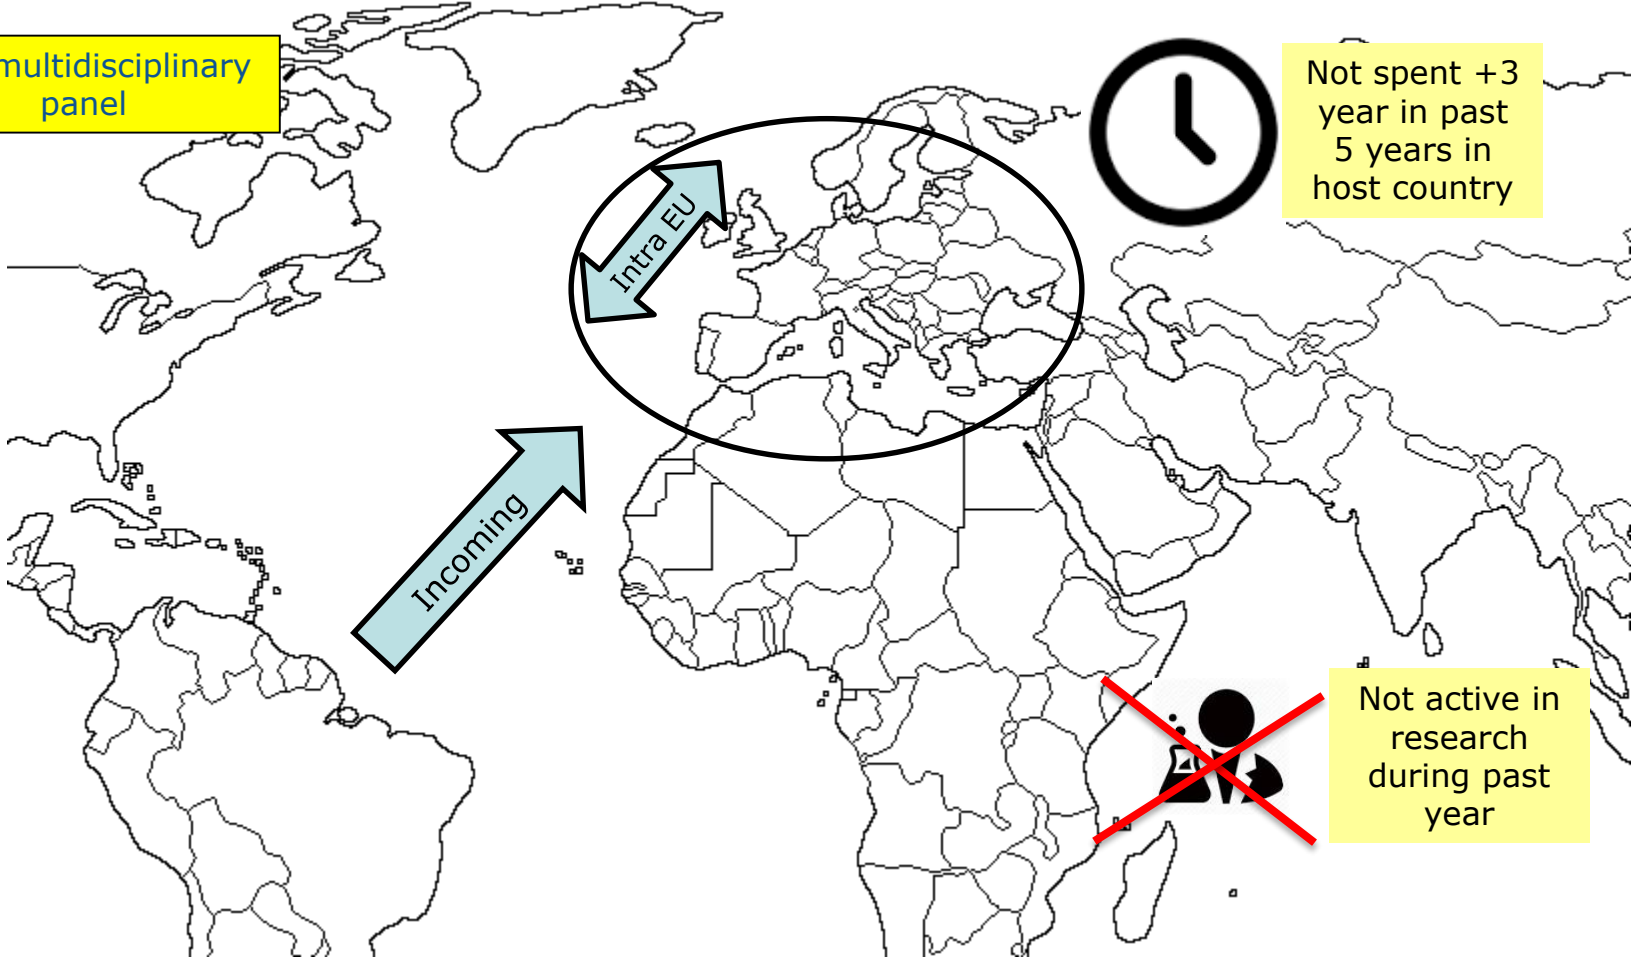 multidisciplinary
panel
Not spent +3
year in past
5 years in
host country
Intra EU
Incoming
Not active in
research
during past
year